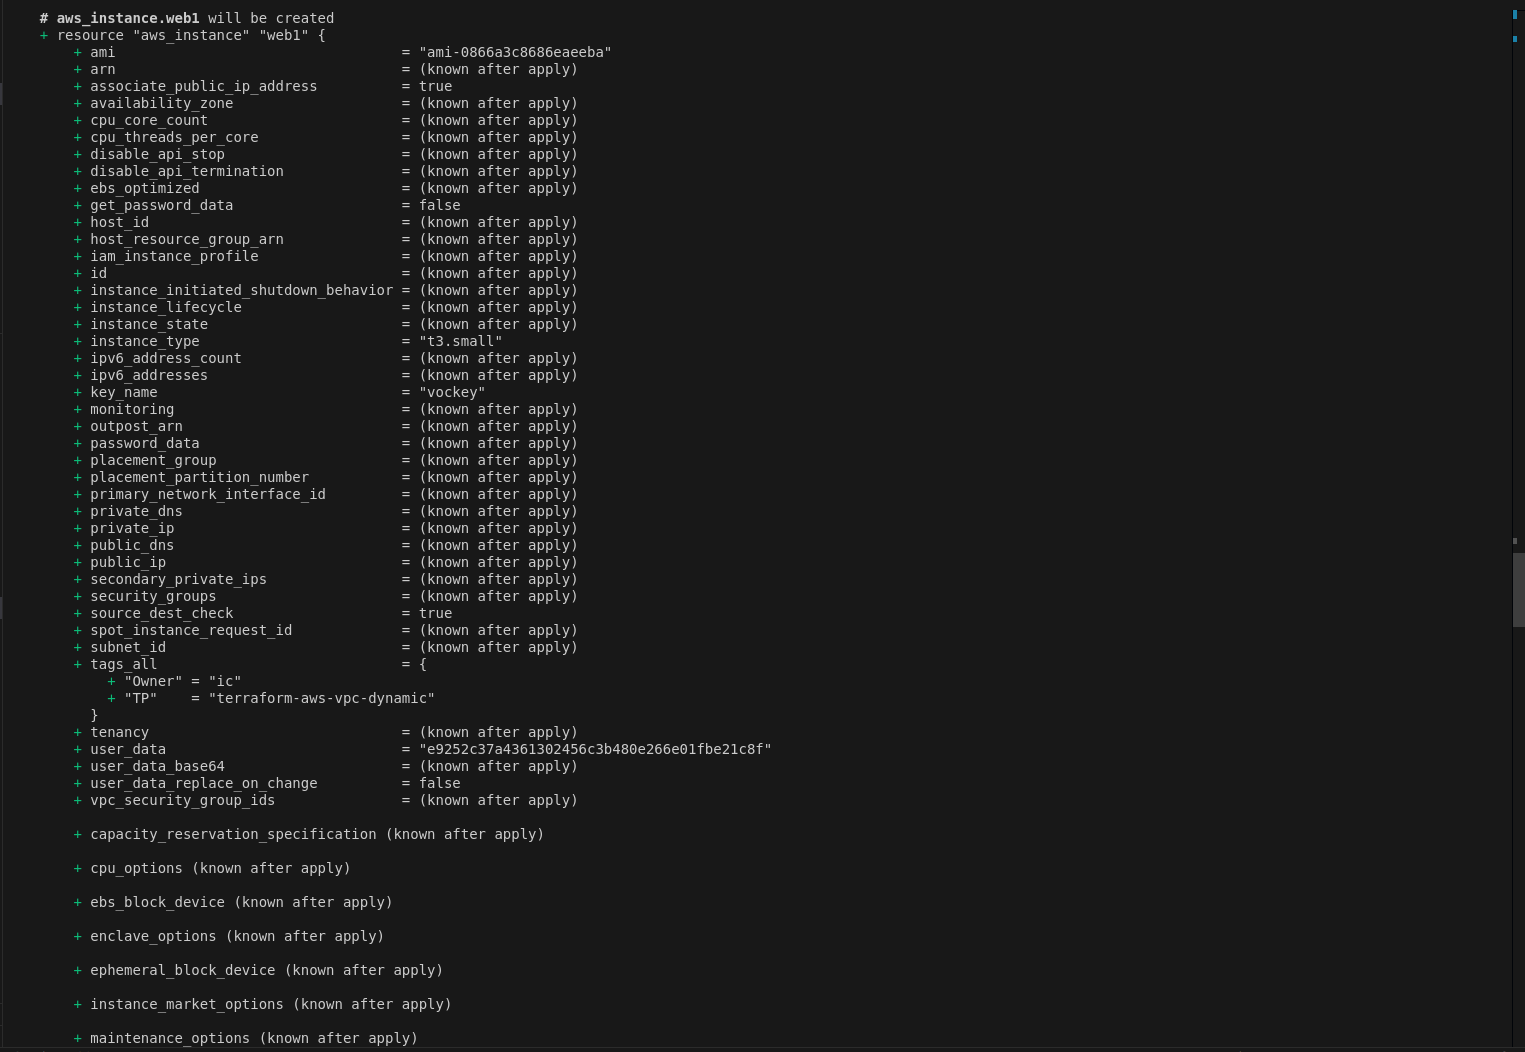 # aws_instance.web1 will be created
+ resource "aws_instance" "web1" {
+ ami = "ami-0866a3c8686eaeeba"
+ arn = (known after apply)
+ associate_public_ip_address = true
+ availability_zone = (known after apply)
+ cpu_core_count = (known after apply)
+ cpu_threads_per_core = (known after apply)
+ disable_api_stop = (known after apply)
+ disable_api_termination = (known after apply)
+ ebs_optimized = (known after apply)
+ get_password_data = false
+ host_id = (known after apply)
+ host_resource_group_arn = (known after apply)
+ iam_instance_profile = (known after apply)
+ id = (known after apply)
+ instance_initiated_shutdown_behavior = (known after apply)
+ instance_lifecycle = (known after apply)
+ instance_state = (known after apply)
+ instance_type = "t3.small"
+ ipv6_address_count = (known after apply)
+ ipv6_addresses = (known after apply)
+ key_name = "vockey"
+ monitoring = (known after apply)
+ outpost_arn = (known after apply)
+ password_data = (known after apply)
+ placement_group = (known after apply)
+ placement_partition_number = (known after apply)
+ primary_network_interface_id = (known after apply)
+ private_dns = (known after apply)
+ private_ip = (known after apply)
+ public_dns = (known after apply)
+ public_ip = (known after apply)
+ secondary_private_ips = (known after apply)
+ security_groups = (known after apply)
+ source_dest_check = true
+ spot_instance_request_id = (known after apply)
+ subnet_id = (known after apply)
+ tags_all = {
+ "Owner" = "ic"
+ "TP" = "terraform-aws-vpc-dynamic"
}
+ tenancy = (known after apply)
+ user_data = "e9252c37a4361302456c3b480e266e01fbe21c8f"
+ user_data_base64 = (known after apply)
+ user_data_replace_on_change = false
+ vpc_security_group_ids = (known after apply)
+ capacity_reservation_specification (known after apply)
+ cpu_options (known after apply)
+ ebs_block_device (known after apply)
+ enclave_options (known after apply)
+ ephemeral_block_device (known after apply)
+ instance_market_options (known after apply)
+ maintenance_options (known after apply)